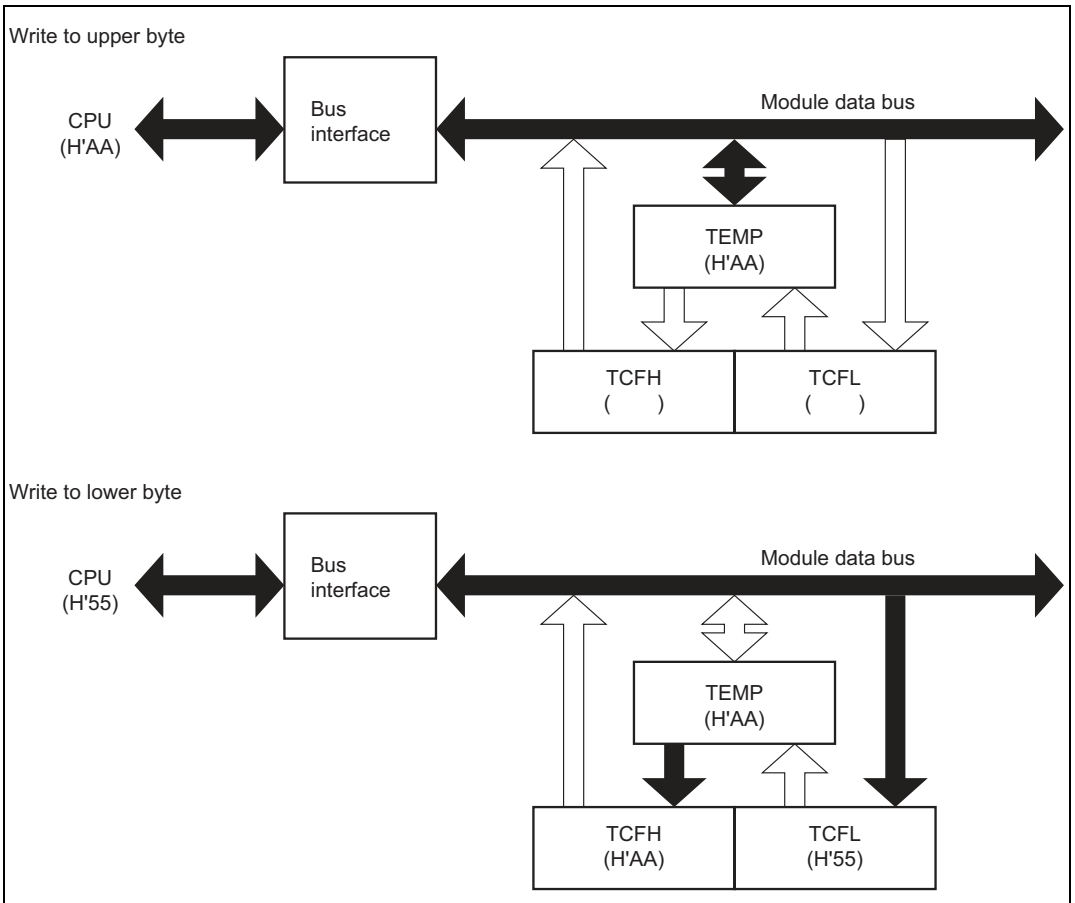 Write to upper byte
CPU
(H'AA)
Bus
interface
Module data bus
TEMP
(H'AA)
TCFH
(    )
TCFL
(    )
Write to lower byte
CPU
(H'55)
Bus
interface
Module data bus
TEMP
(H'AA)
TCFH
(H'AA)
TCFL
(H'55)